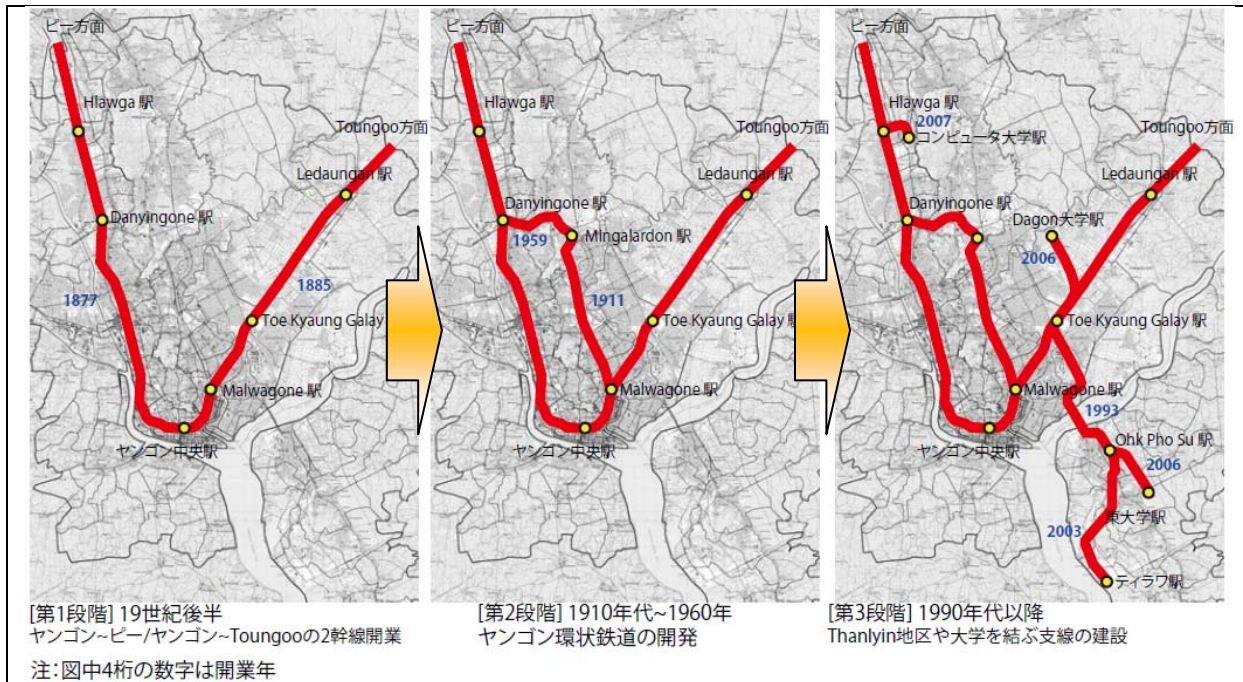 ピー方面
Hlawga 駅
Toungoo方面
Ledaungan 駅
Danyingone 駅
1877
1885
Toe Kyaung Galay 駅
Malwagone 駅
ヤンゴン中央駅
[第1段階] 19世紀後半
ヤンゴン~ピー/ヤンゴン~Toungooの2幹線開業
ピー方面
Hlawga 駅
Toungoo方面
Ledaungan 駅
Danyingone 駅
1959
Mingalardon 駅
1911
Toe Kyaung Galay 駅
Malwagone 駅
ヤンゴン中央駅
[第2段階] 1910年代~1960年
ヤンゴン環状鉄道の開発
ピー方面
Hlawga 駅
2007
コンピュータ大学駅
Toungoo方面
Ledaungan 駅
Danyingone 駅
Dagon大学駅
2006
Toe Kyaung Galay 駅
Malwagone 駅
1993
ヤンゴン中央駅
Ohk Pho Su 駅
2006
東大学駅
2003
ティラワ駅
[第3段階] 1990年代以降
Thanlyin地区や大学を結ぶ支線の建設
注:図中4桁の数字は開業年